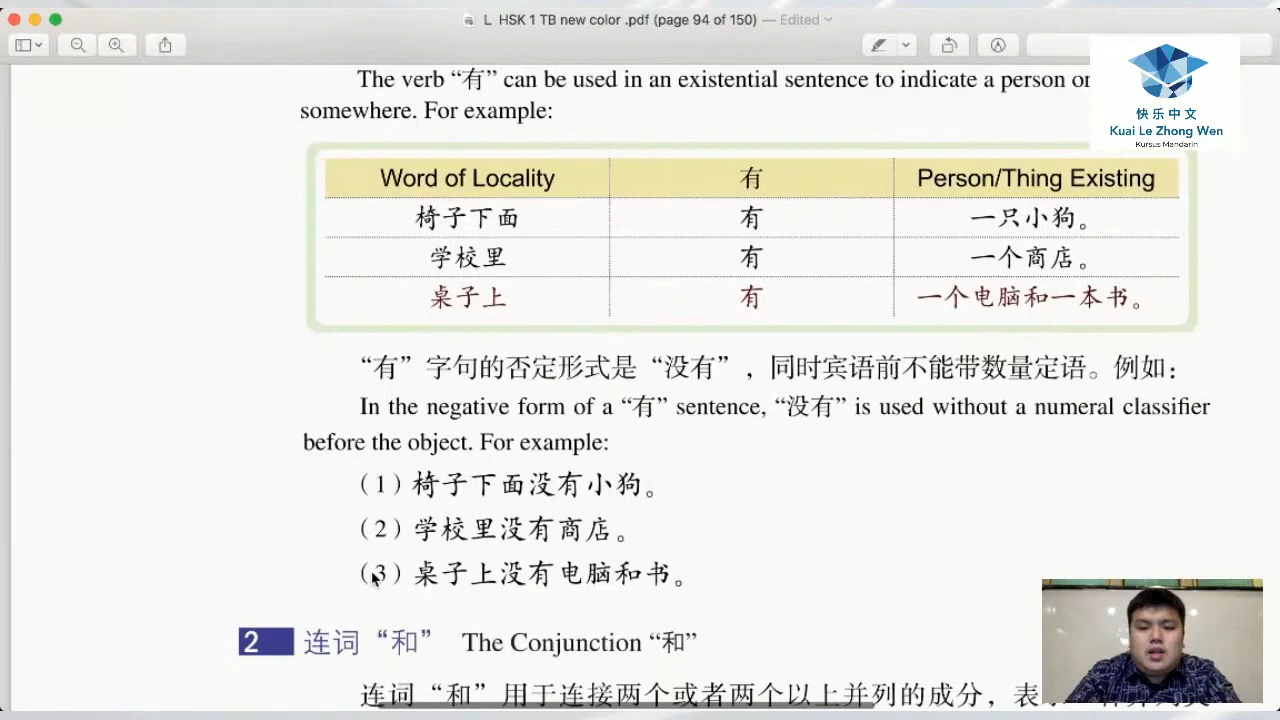 L HSK 1 TB new color .pdf (page 94 of 150) — Edited
快乐中文
Kuai Le Zhong Wen
Kursus Mandarin
The verb “有” can be used in an existential sentence to indicate a person or
somewhere. For example:
Word of Locality 有 Person/Thing Existing
椅子下面 有 一只小狗。
学校里 有 一个商店。
桌子上 有 一个电脑和一本书。
“有”字句的否定形式是“没有”，同时宾语前不能带数量定语。例如：
In the negative form of a “有” sentence, “没有” is used without a numeral classifier
before the object. For example:
（1）椅子下面没有小狗。
（2）学校里没有商店。
（3）桌子上没有电脑和书。
2 连词“和” The Conjunction “和”
连词“和”用于连接两个或者两个以上并列的成分，表